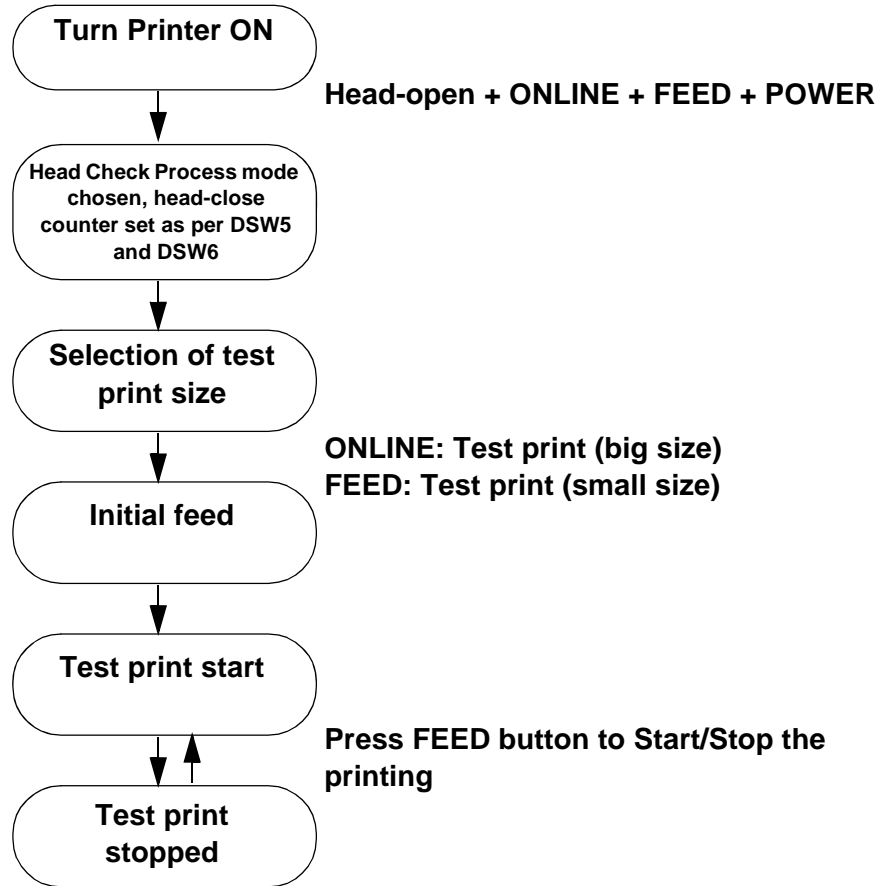 Turn Printer ON
Head-open + ONLINE + FEED + POWER
Head Check Process mode
chosen, head-close
counter set as per DSW5
and DSW6
Selection of test
print size
ONLINE: Test print (big size)
FEED: Test print (small size)
Initial feed
Test print start
Press FEED button to Start/Stop the
printing
Test print
stopped